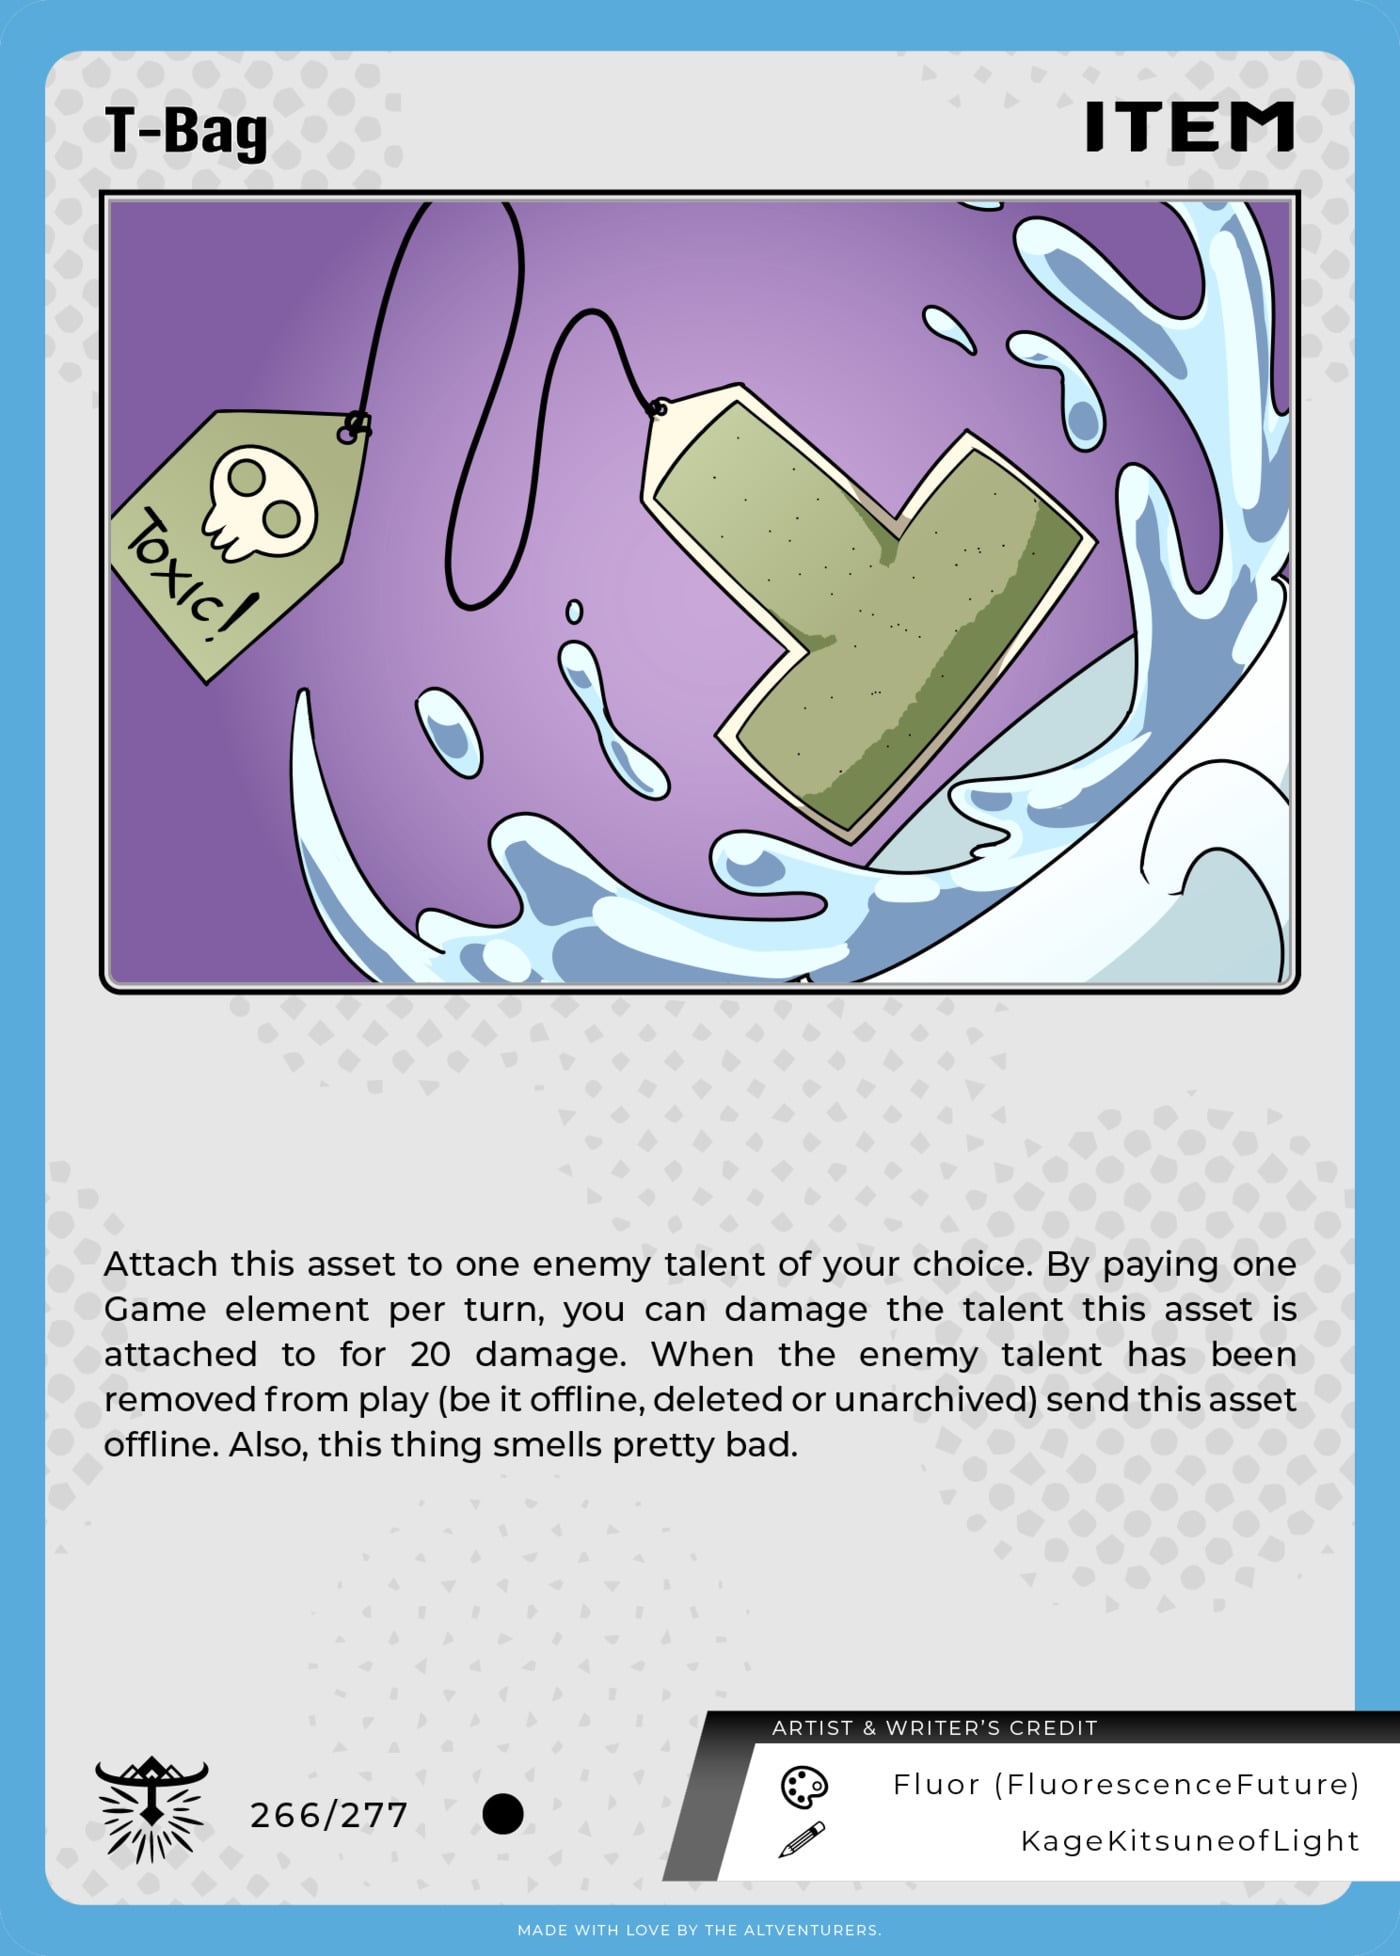 T-Bag
ITEM
TOXIC!
Attach this asset to one enemy talent of your choice. By paying one
Game element per turn, you can damage the talent this asset is
attached to for 20 damage. When the enemy talent has been
removed from play (be it offline, deleted or unarchived) send this asset
offline. Also, this thing smells pretty bad.
ARTIST & WRITER’S CREDIT
Fluor (FluorescenceFuture)
266/277
KageKitsuneofLight
MADE WITH LOVE BY THE ALTVENTURERS.